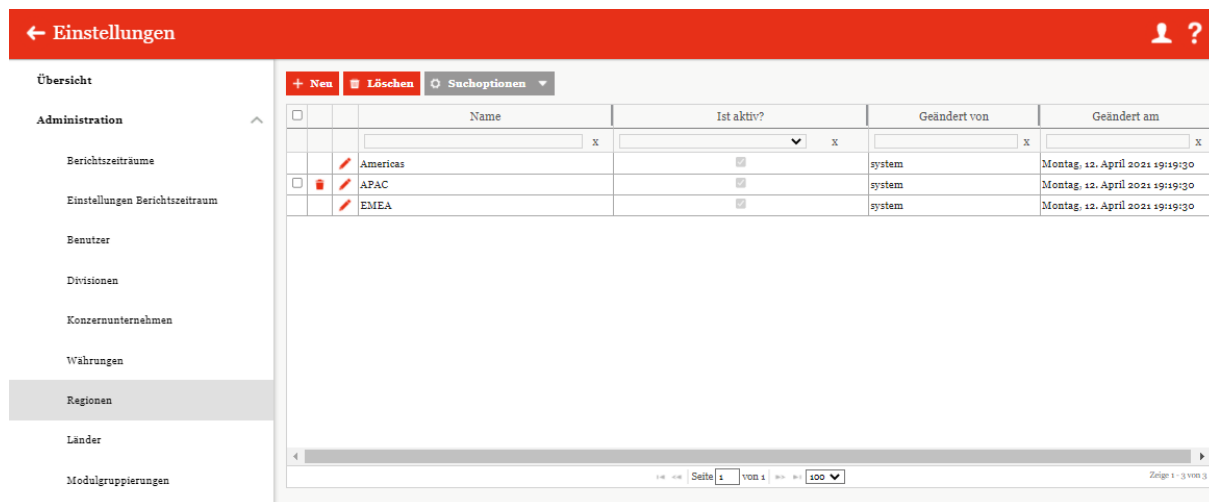 ← Einstellungen ?
Übersicht
Administration
Berichtszeiträume
Einstellungen Berichtszeitraum
Benutzer
Divisionen
Konzernunternehmen
Währungen
Regionen
Länder
Modulgruppierungen
+ Neu Löschen Suchoptionen
Name Ist aktiv? Geändert von Geändert am
x x x x
Americas system Montag, 12. April 2021 19:19:30
APAC system Montag, 12. April 2021 19:19:30
EMEA system Montag, 12. April 2021 19:19:30
Seite 1 von 1 100
Zeige 1 - 3 von 3